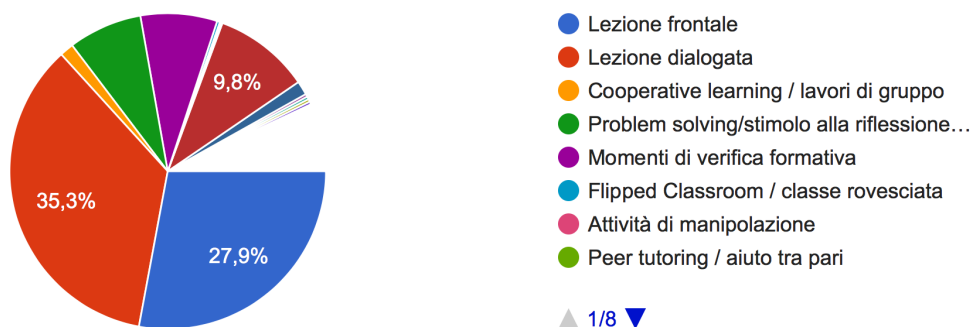 9,8%
35,3%
27,9%
Lezione frontale
Lezione dialogata
Cooperative learning / lavori di gruppo
Problem solving/stimolo alla riflessione…
Momenti di verifica formativa
Flipped Classroom / classe rovesciata
Attività di manipolazione
Peer tutoring / aiuto tra pari
1/8